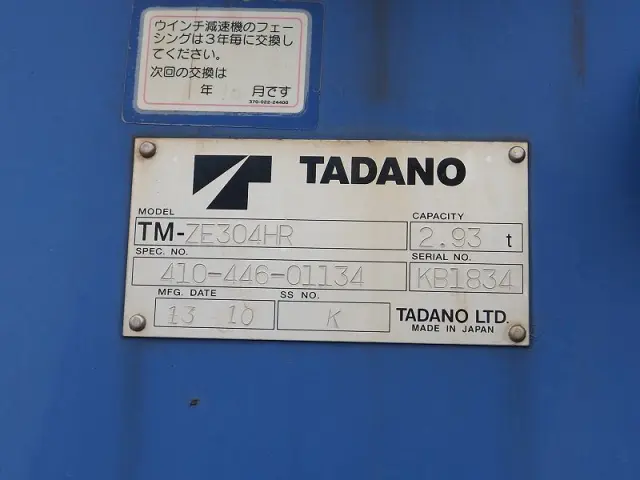 ウインチ減速機のフェー
シングは３年毎に交換し
てください。
次回の交換は
年 月です
370-022-24400
TADANO
MODEL CAPACITY
TM-ZE304HR 2.93 t
SPEC. NO. SERIAL NO.
410-446-01134 KB1834
MFG. DATE SS NO.
13 10 K TADANO LTD.
MADE IN JAPAN